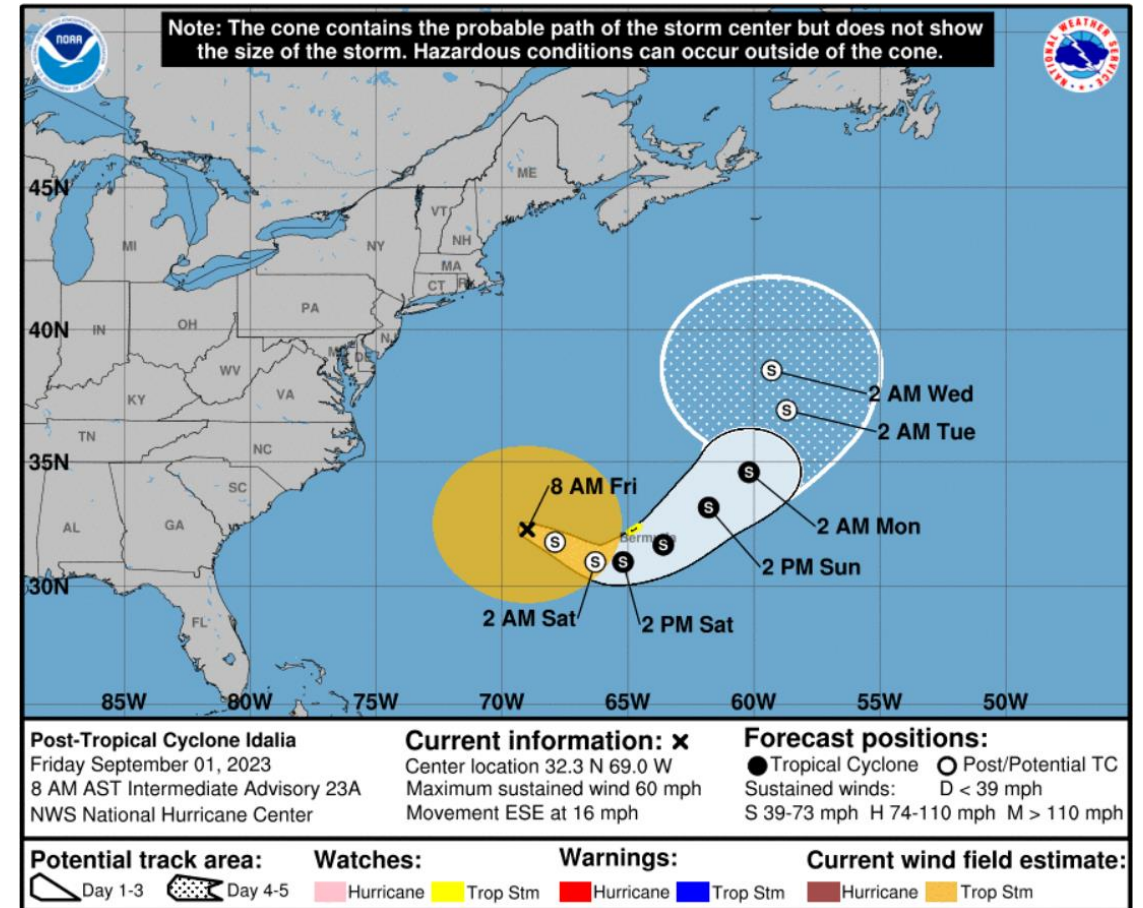 Note: The cone contains the probable path of the storm center but does not show
the size of the storm. Hazardous conditions can occur outside of the cone.
NOAA
NATIONAL WEATHER SERVICE
45N
40N
35N
30N
ME
VT
NH
MI
NY
MA
CT
PA
IN
OH
NJ
DE
WV
KY
VA
TN
NC
SC
AL
GA
FL
S
2 AM Wed
S
2 AM Tue
8 AM Fri
S
2 AM Mon
S
2 PM Sun
S
Bermuda
S
S
S
2 AM Sat
2 PM Sat
85W 80W 75W 70W 65W 60W 55W 50W
Post-Tropical Cyclone Idalia
Friday September 01, 2023
8 AM AST Intermediate Advisory 23A
NWS National Hurricane Center
Current information: ×
Center location 32.3 N 69.0 W
Maximum sustained wind 60 mph
Movement ESE at 16 mph
Forecast positions:
● Tropical Cyclone ○ Post/Potential TC
Sustained winds: D < 39 mph
S 39-73 mph H 74-110 mph M > 110 mph
Potential track area:
Day 1-3 Day 4-5
Watches:
Hurricane Trop Stm
Warnings:
Hurricane Trop Stm
Current wind field estimate:
Hurricane Trop Stm